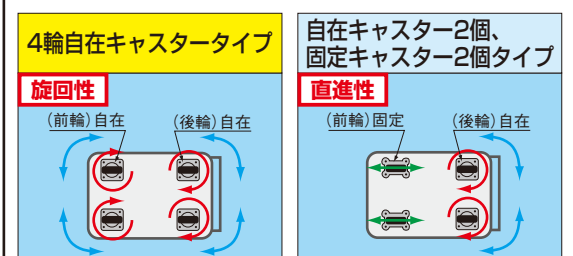 4輪自在キャスタータイプ
旋回性
(前輪)自在
(後輪)自在
自在キャスター2個、
固定キャスター2個タイプ
直進性
(前輪)固定
(後輪)自在